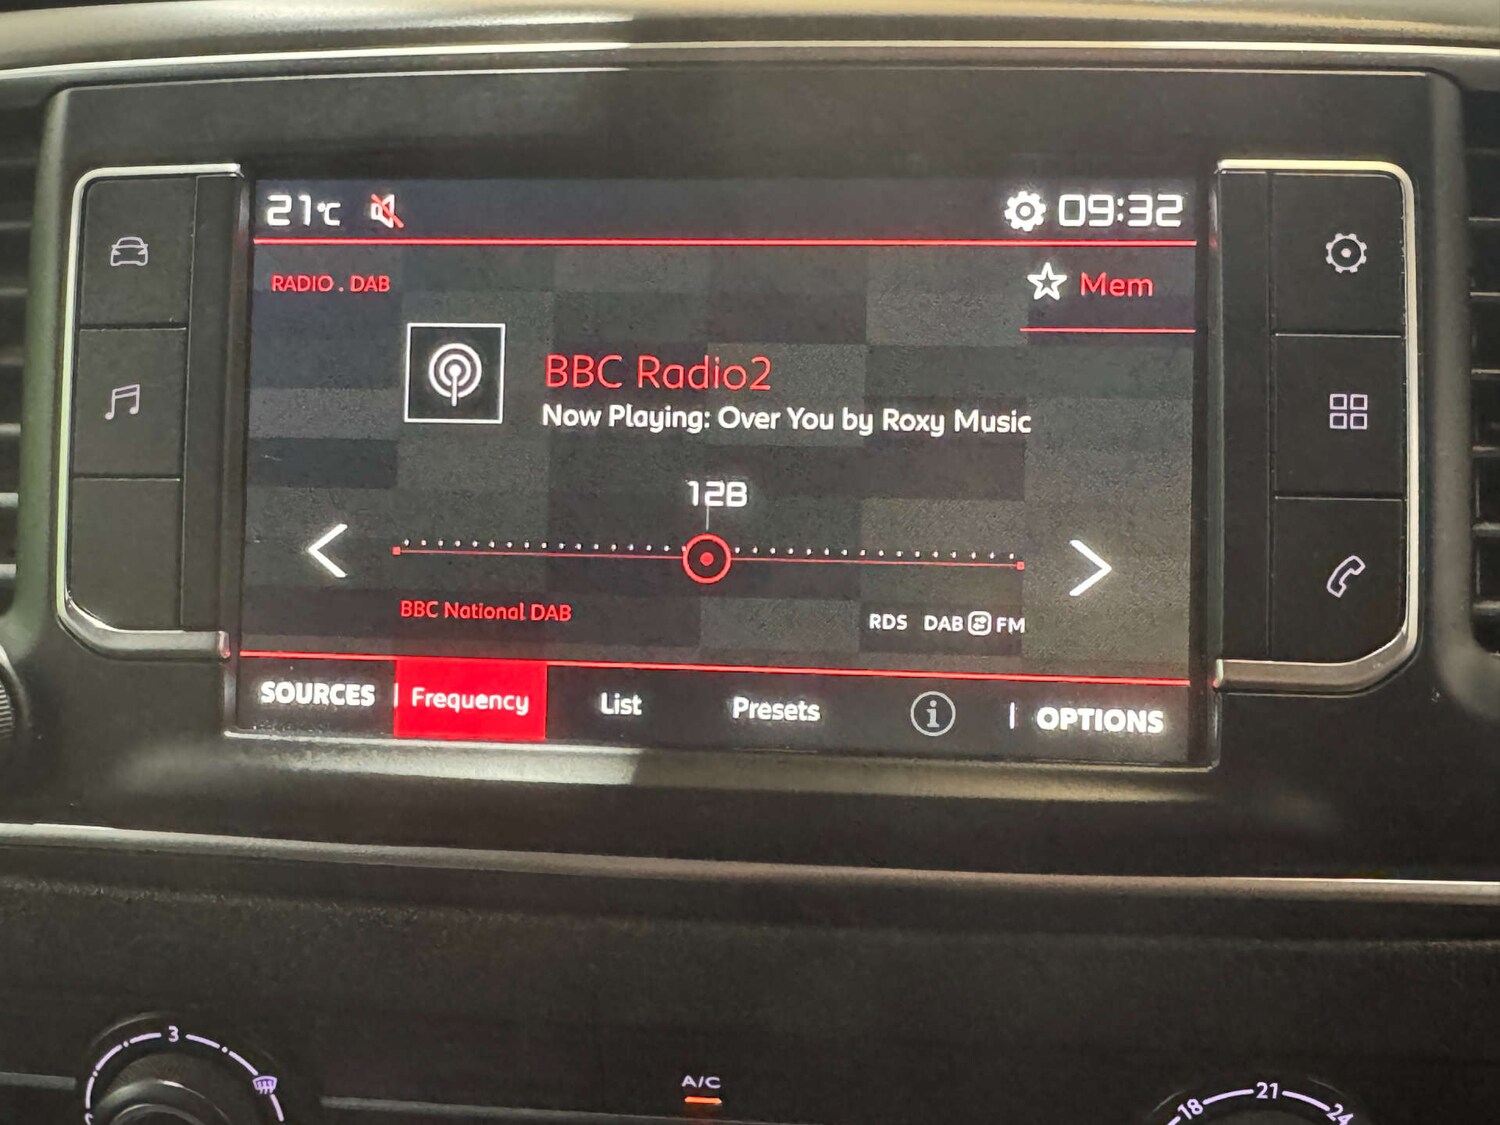 21°C 09:32
RADIO . DAB
Mem
BBC Radio2
Now Playing: Over You by Roxy Music
12B
BBC National DAB
RDS DAB FM
SOURCES | Frequency List Presets i | OPTIONS
3
A/C
18 21 24